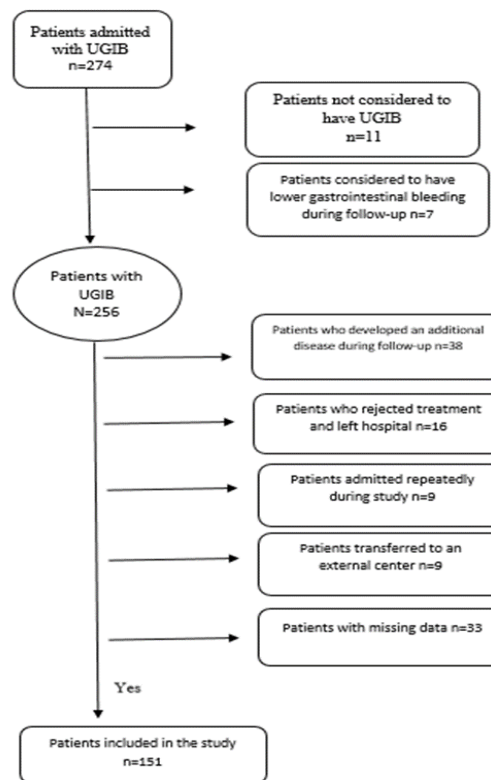 Patients admitted
with UGIB
n=274
Patients not considered to
have UGIB
n=11
Patients considered to have
lower gastrointestinal bleeding
during follow-up n=7
Patients with
UGIB
N=256
Patients who developed an additional
disease during follow-up n=38
Patients who rejected treatment
and left hospital n=16
Patients admitted repeatedly
during study n=9
Patients transferred to an
external center n=9
Patients with missing data n=33
Yes
Patients included in the study
n=151